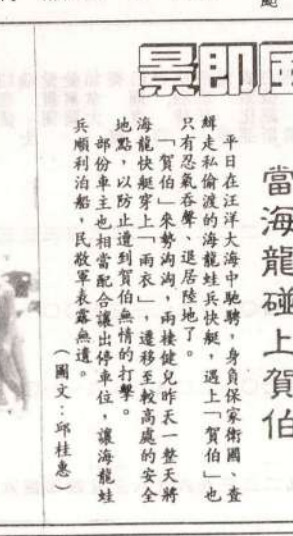 風即景
當海龍碰上賀伯
平日在汪洋大海中馳騁，身負保家衛國、查
緝走私偷渡的海龍蛙兵快艇，遇上「賀伯」也
只有忍氣吞聲、退居陸地了。
「賀伯」來勢洶洶，兩棲健兒昨天一整天將
海龍快艇穿上「雨衣」，遷移至較高處的安全
地點，以防止遭到賀伯無情的打擊。
部份車主也相當配合讓出停車位，讓海龍蛙
兵順利泊船，民敬軍表露無遺。
（圖文：邱桂惠）